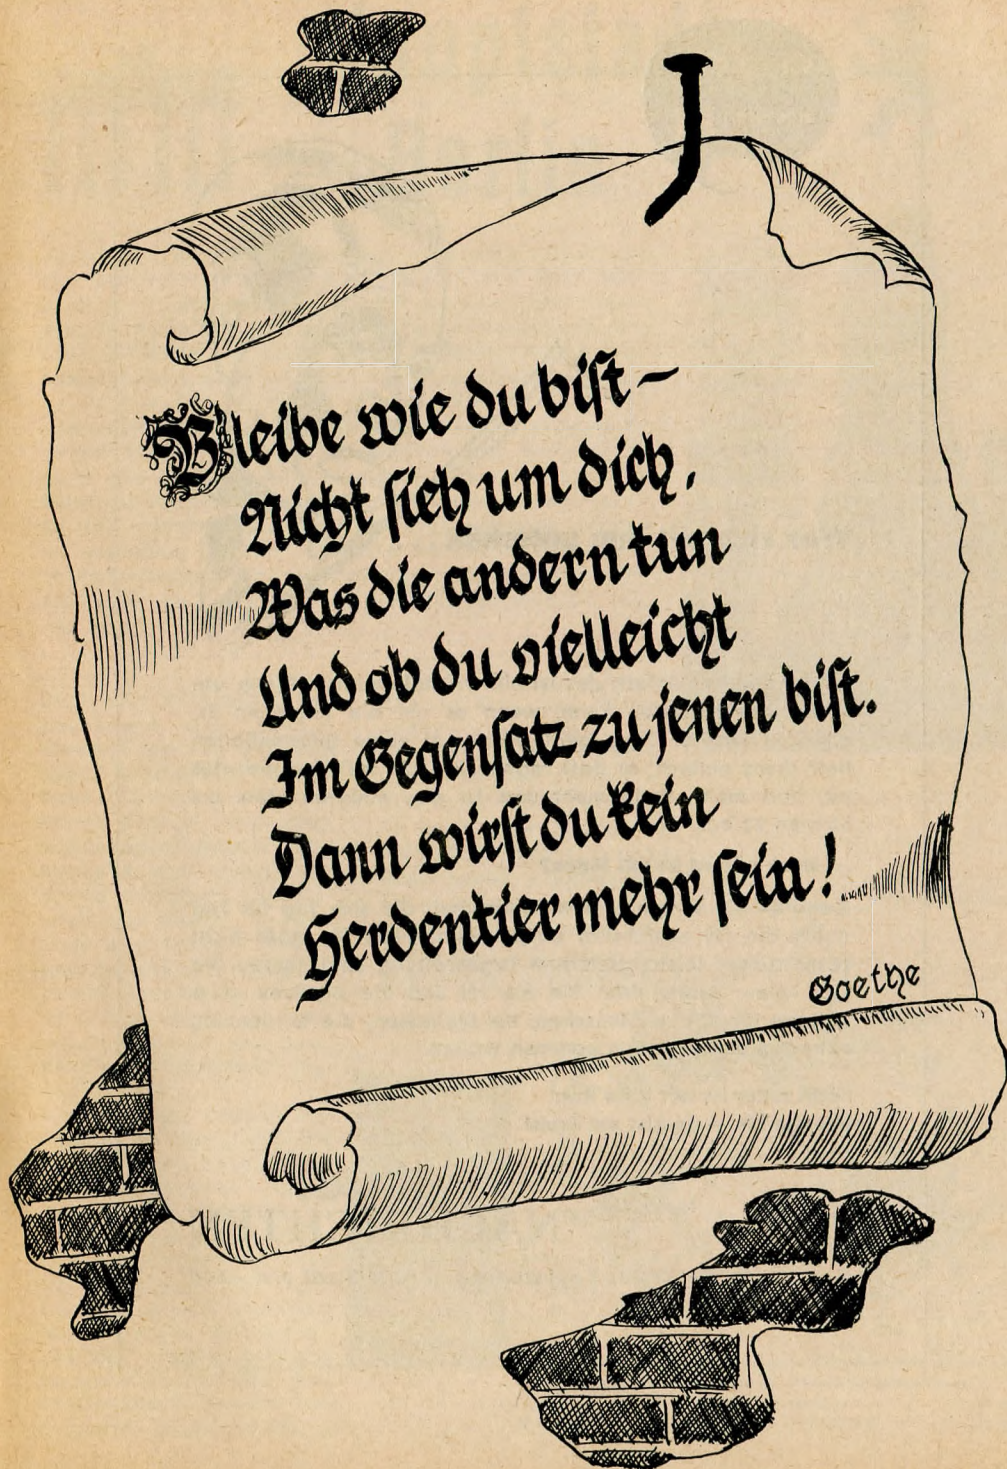 Bleibe wie du bist –
Nicht sieh um dich,
Was die andern tun
Und ob du vielleicht
Im Gegensatz zu jenen bist.
Dann wirst du kein
Herdentier mehr sein!
Goethe